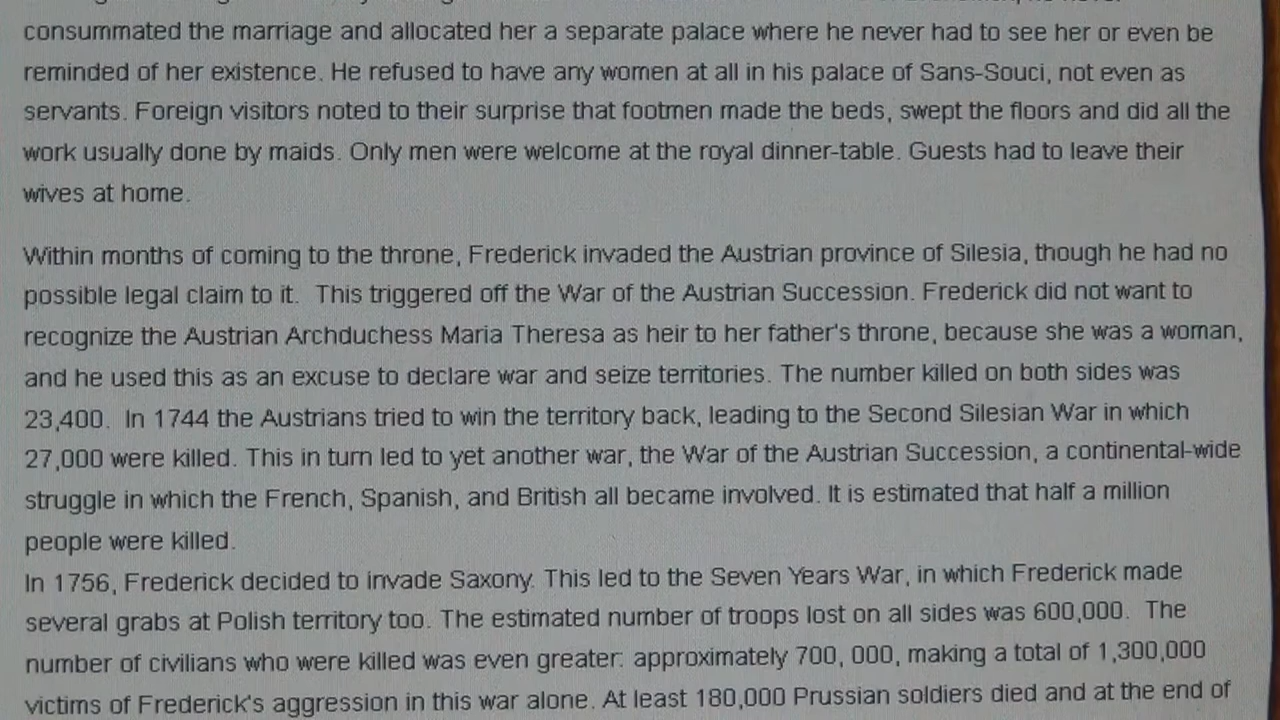 consummated the marriage and allocated her a separate palace where he never had to see her or even be
reminded of her existence. He refused to have any women at all in his palace of Sans-Souci, not even as
servants. Foreign visitors noted to their surprise that footmen made the beds, swept the floors and did all the
work usually done by maids. Only men were welcome at the royal dinner-table. Guests had to leave their
wives at home.
Within months of coming to the throne, Frederick invaded the Austrian province of Silesia, though he had no
possible legal claim to it.  This triggered off the War of the Austrian Succession. Frederick did not want to
recognize the Austrian Archduchess Maria Theresa as heir to her father's throne, because she was a woman,
and he used this as an excuse to declare war and seize territories. The number killed on both sides was
23,400.  In 1744 the Austrians tried to win the territory back, leading to the Second Silesian War in which
27,000 were killed. This in turn led to yet another war, the War of the Austrian Succession, a continental-wide
struggle in which the French, Spanish, and British all became involved. It is estimated that half a million
people were killed.
In 1756, Frederick decided to invade Saxony. This led to the Seven Years War, in which Frederick made
several grabs at Polish territory too. The estimated number of troops lost on all sides was 600,000.  The
number of civilians who were killed was even greater: approximately 700, 000, making a total of 1,300,000
victims of Frederick's aggression in this war alone. At least 180,000 Prussian soldiers died and at the end of